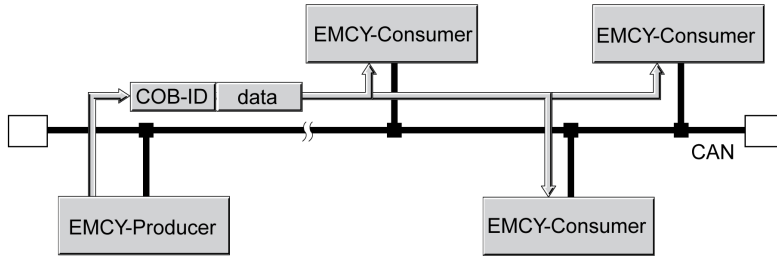 EMCY-Consumer
EMCY-Consumer
COB-ID
data
CAN
EMCY-Producer
EMCY-Consumer